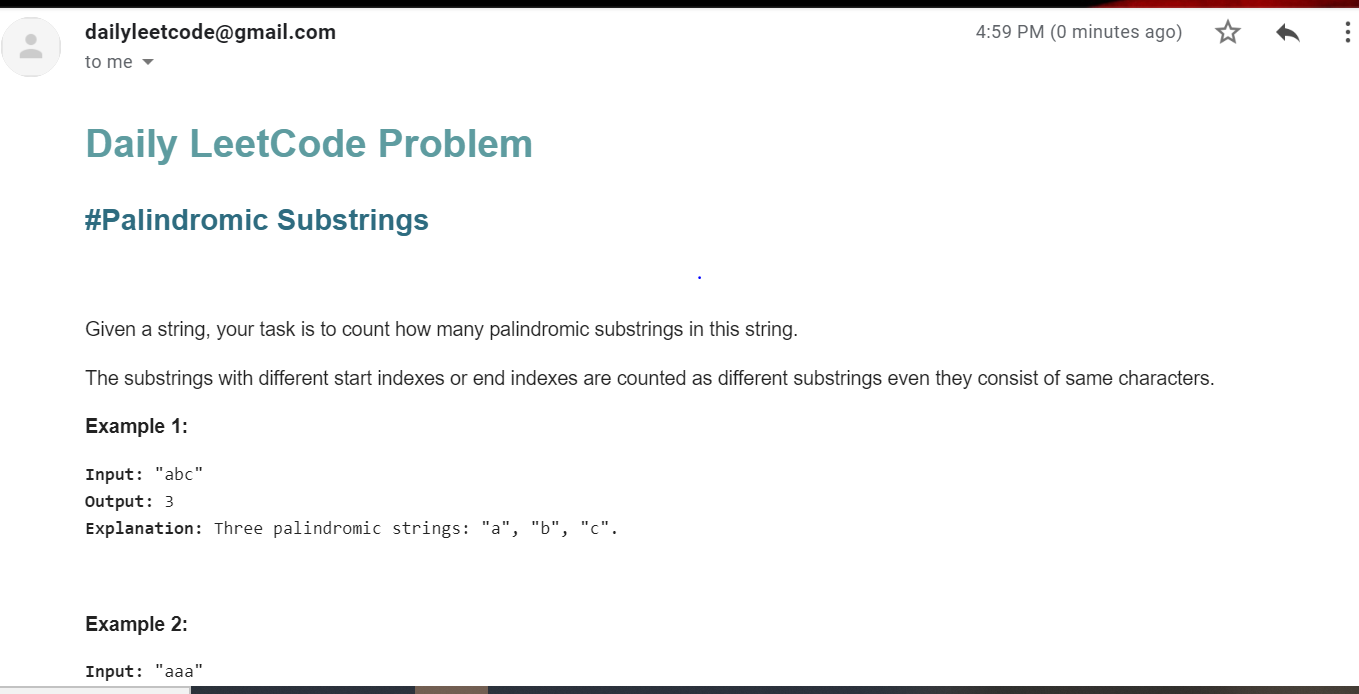 dailyleetcode@gmail.com
4:59 PM (0 minutes ago)
to me
Daily LeetCode Problem
#Palindromic Substrings
Given a string, your task is to count how many palindromic substrings in this string.
The substrings with different start indexes or end indexes are counted as different substrings even they consist of same characters.
Example 1:
Input: "abc"
Output: 3
Explanation: Three palindromic strings: "a", "b", "c".
Example 2:
Input: "aaa"